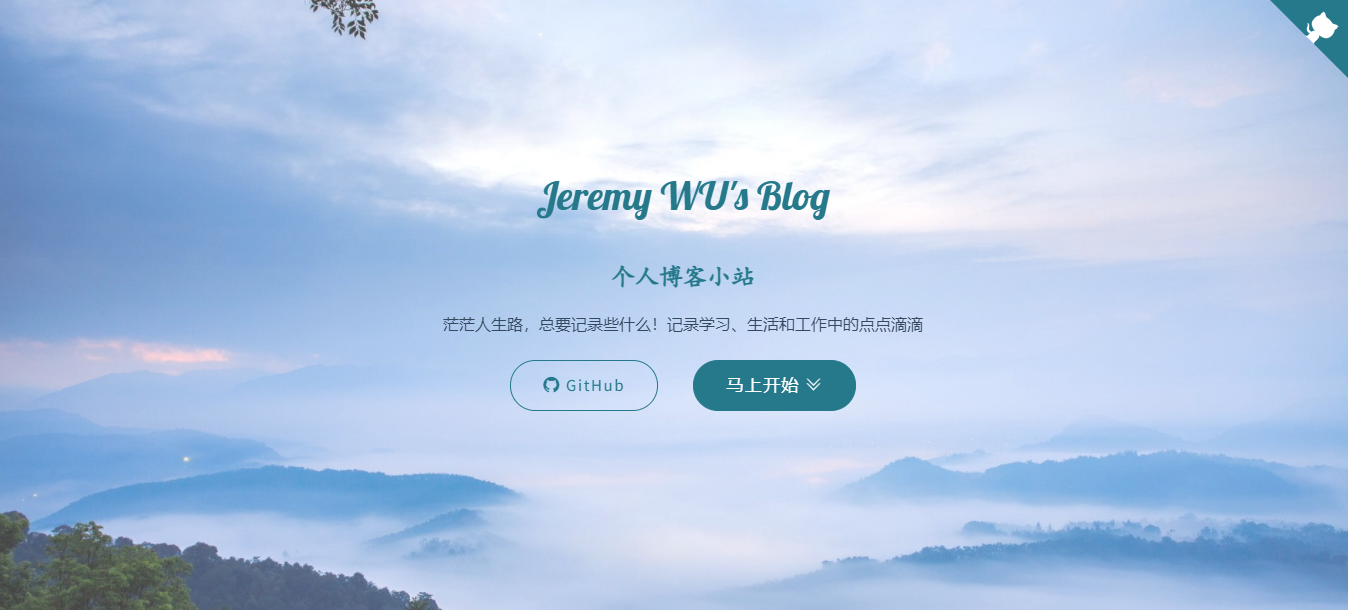 Jeremy WU's Blog
个人博客小站
茫茫人生路，总要记录些什么！记录学习、生活和工作中的点点滴滴
GitHub
马上开始